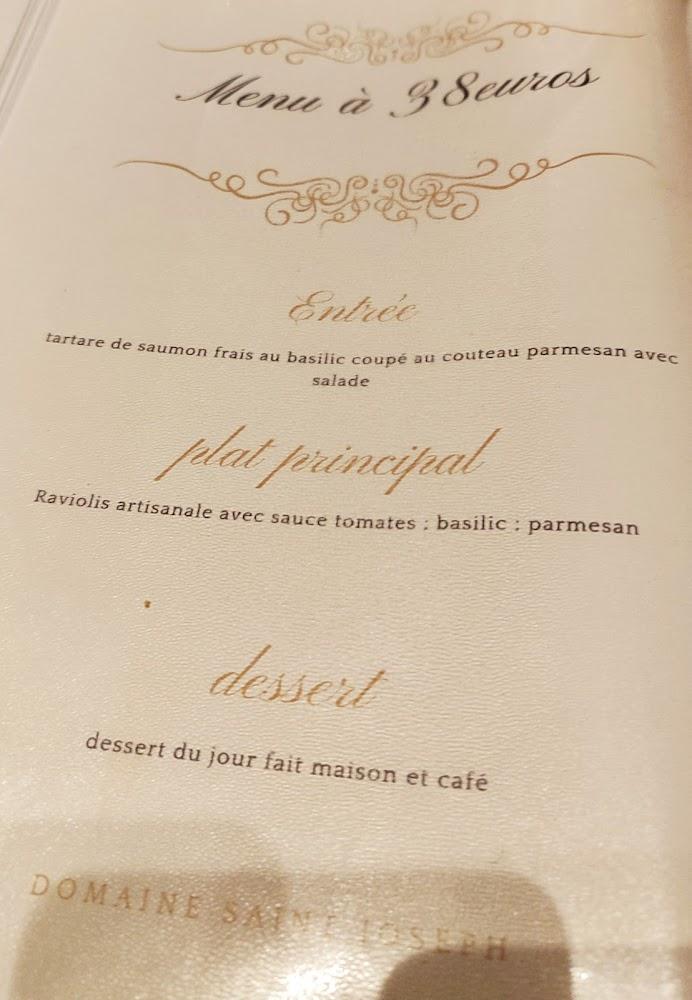 Menu à 38euros
Entrée
tartare de saumon frais au basilic coupé au couteau parmesan avec
salade
plat principal
Raviolis artisanale avec sauce tomates : basilic : parmesan
dessert
dessert du jour fait maison et café
DOMAINE SAINT JOSEPH